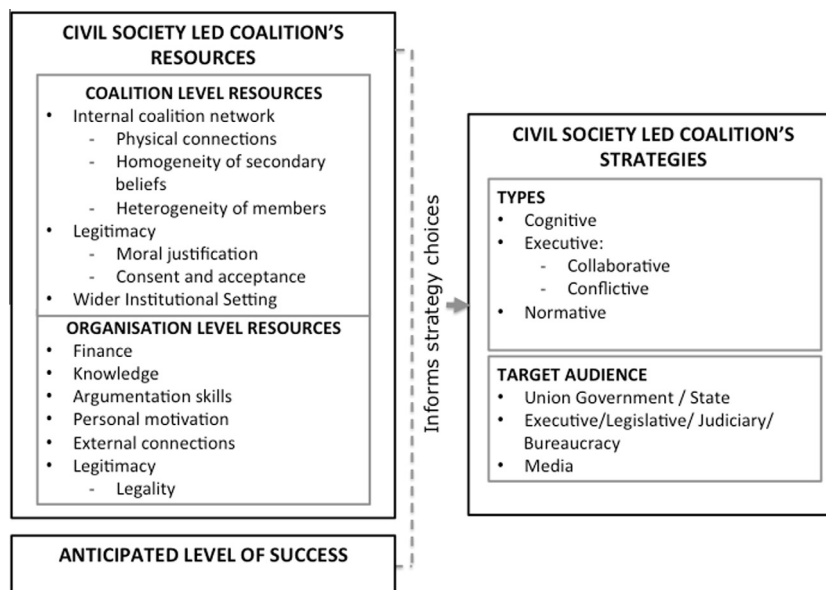 CIVIL SOCIETY LED COALITION'S
RESOURCES
COALITION LEVEL RESOURCES
• Internal coalition network
- Physical connections
- Homogeneity of secondary
beliefs
- Heterogeneity of members
• Legitimacy
- Moral justification
- Consent and acceptance
• Wider Institutional Setting
ORGANISATION LEVEL RESOURCES
• Finance
• Knowledge
• Argumentation skills
• Personal motivation
• External connections
• Legitimacy
- Legality
ANTICIPATED LEVEL OF SUCCESS
Informs strategy choices
CIVIL SOCIETY LED COALITION'S
STRATEGIES
TYPES
• Cognitive
• Executive:
- Collaborative
- Conflictive
• Normative
TARGET AUDIENCE
• Union Government / State
• Executive/Legislative/ Judiciary/
Bureaucracy
• Media